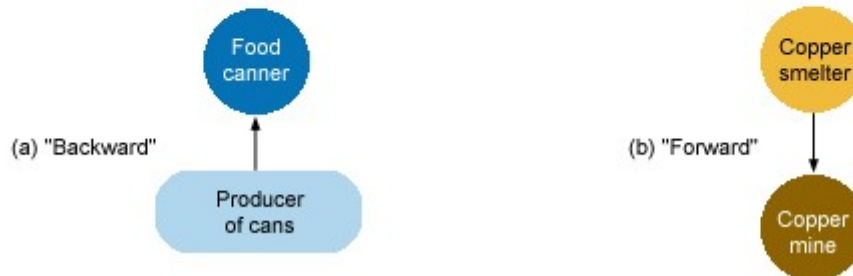 Food
canner
(a) "Backward"
Producer
of cans
Copper
smelter
(b) "Forward"
Copper
mine